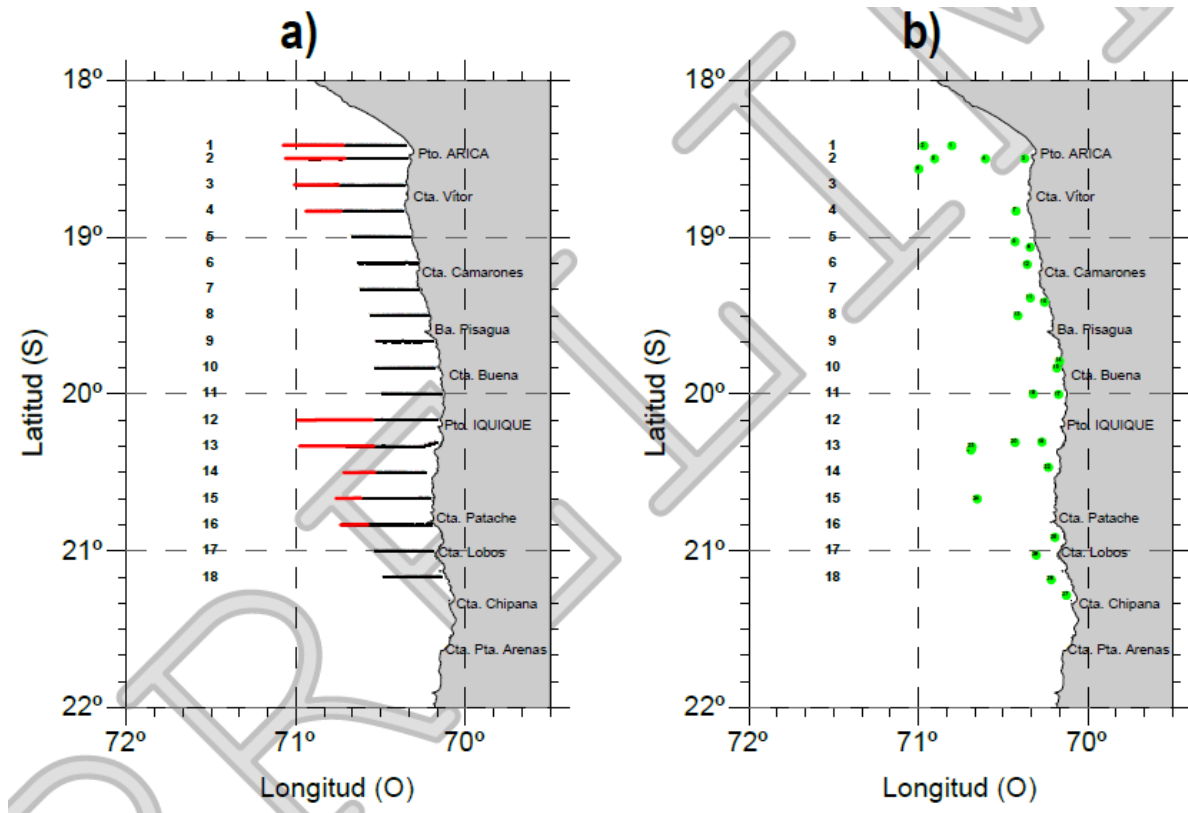 a)
18º
1
Pto. ARICA
2
3
Cta. Vítor
4
19º
5
6
Cta. Camarones
7
8
Ba. Pisagua
9
10
Cta. Buena
20º
11
12
Pto. IQUIQUE
13
14
15
Cta. Patache
16
21º
17
Cta. Lobos
18
Cta. Chipana
Cta. Pta. Arenas
22º
72º 71º 70º
Latitud (S)
Longitud (O)
b)
18º
1
Pto. ARICA
2
3
Cta. Vítor
4
19º
5
6
Cta. Camarones
7
8
Ba. Pisagua
9
10
Cta. Buena
20º
11
12
Pto. IQUIQUE
13
14
15
Cta. Patache
16
21º
17
Cta. Lobos
18
Cta. Chipana
Cta. Pta. Arenas
22º
72º 71º 70º
Latitud (S)
Longitud (O)